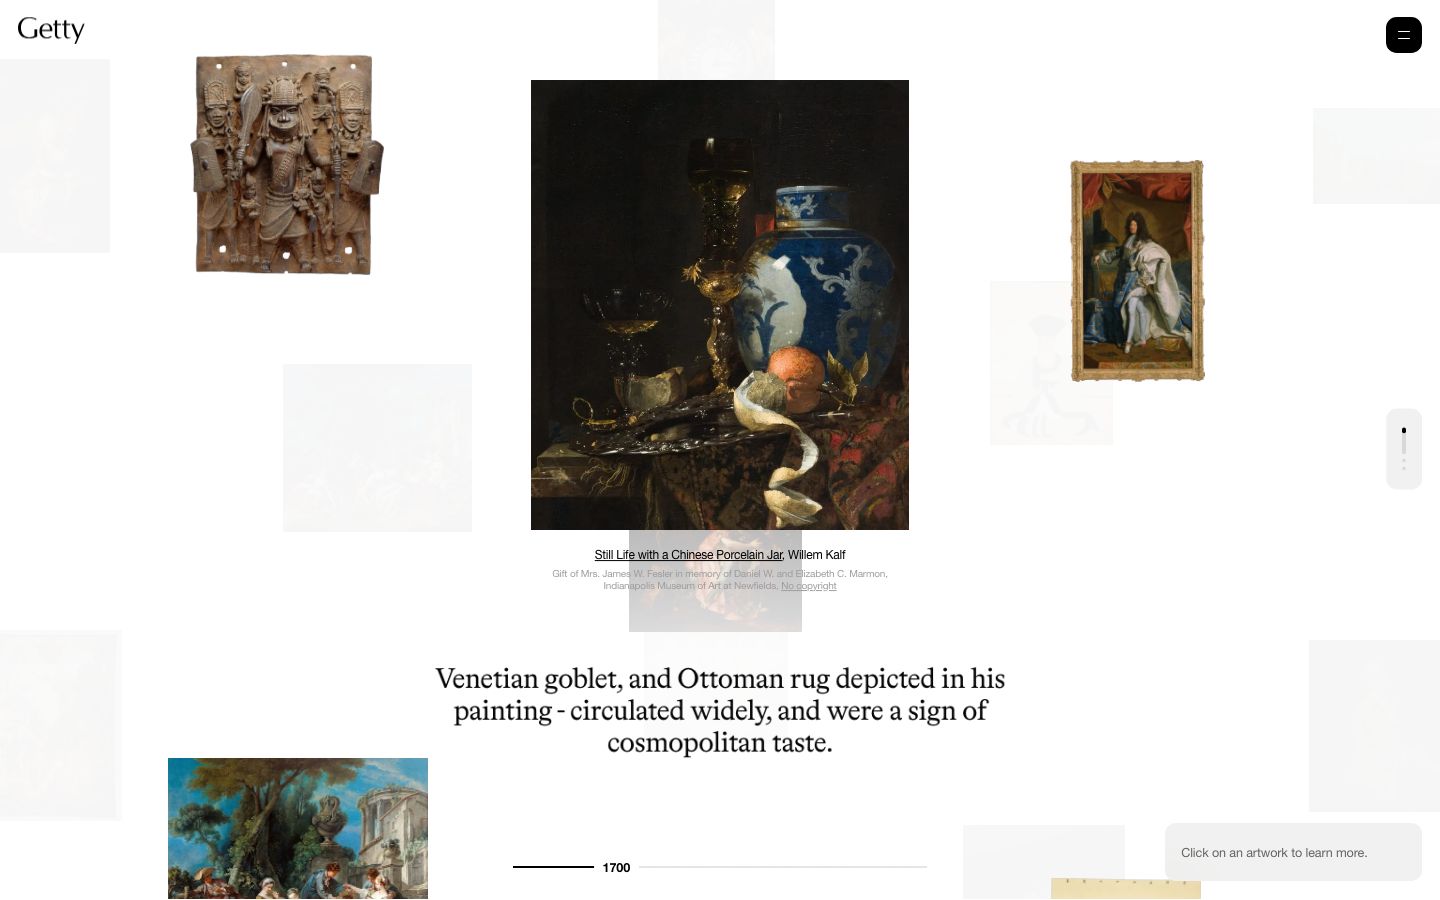 Getty
Still Life with a Chinese Porcelain Jar, Willem Kalf
Gift of Mrs. James W. Fesler in memory of Daniel W. and Elizabeth C. Marmon,
Indianapolis Museum of Art at Newfields. No copyright
Venetian goblet, and Ottoman rug depicted in his
painting - circulated widely, and were a sign of
cosmopolitan taste.
1700
Click on an artwork to learn more.